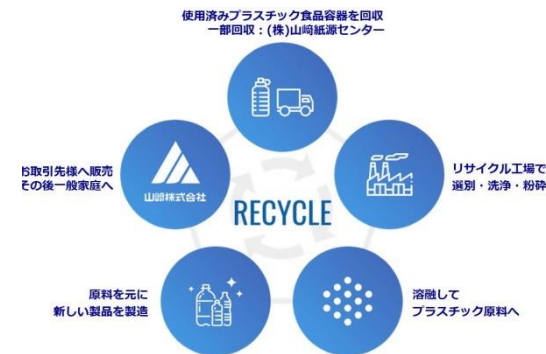 使用済みプラスチック食品容器を回収
一部回収：(株)山﨑紙源センター
お取引先様へ販売
その後一般家庭へ
山﨑株式会社
リサイクル工場で
選別・洗浄・粉砕
RECYCLE
原料を元に
新しい製品を製造
溶融して
プラスチック原料へ